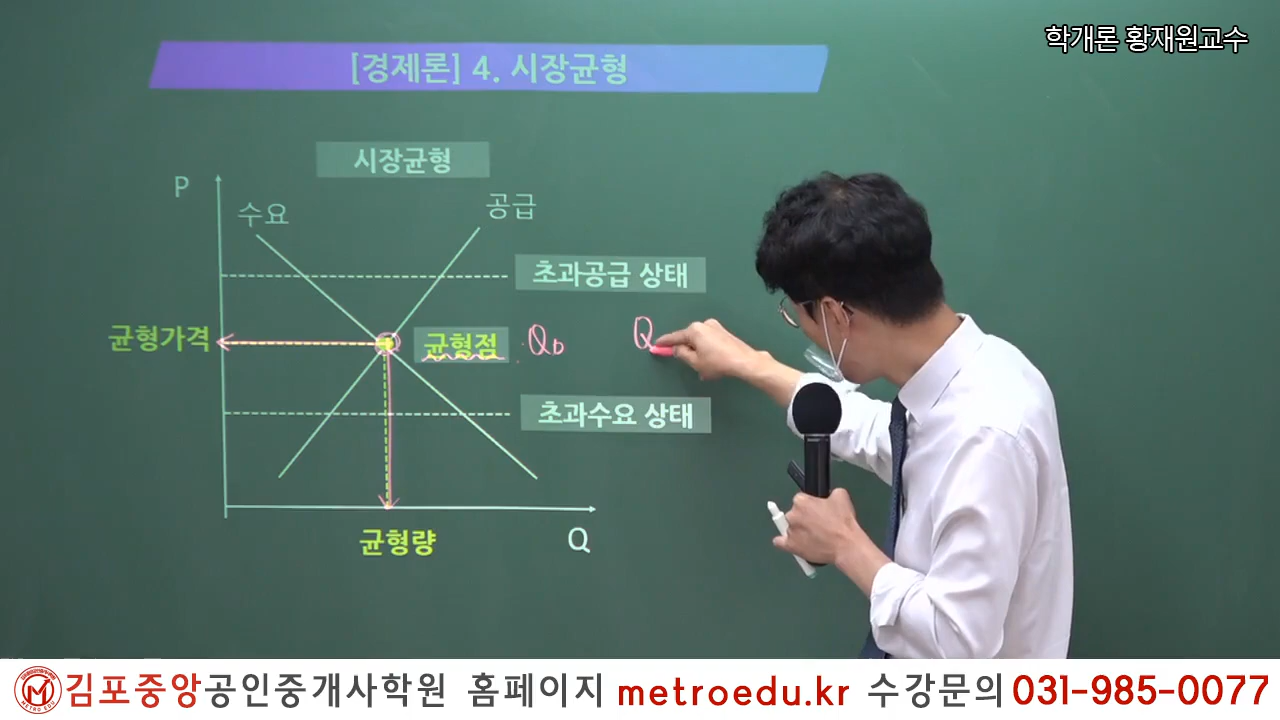 학개론 황재원교수
[경제론] 4. 시장균형
시장균형
P
수요
공급
초과공급 상태
균형가격
균형점
Q_D
Q
초과수요 상태
균형량
Q
METRO EDU
김포중앙공인중개사학원 홈페이지 metroedu.kr 수강문의 031-985-0077